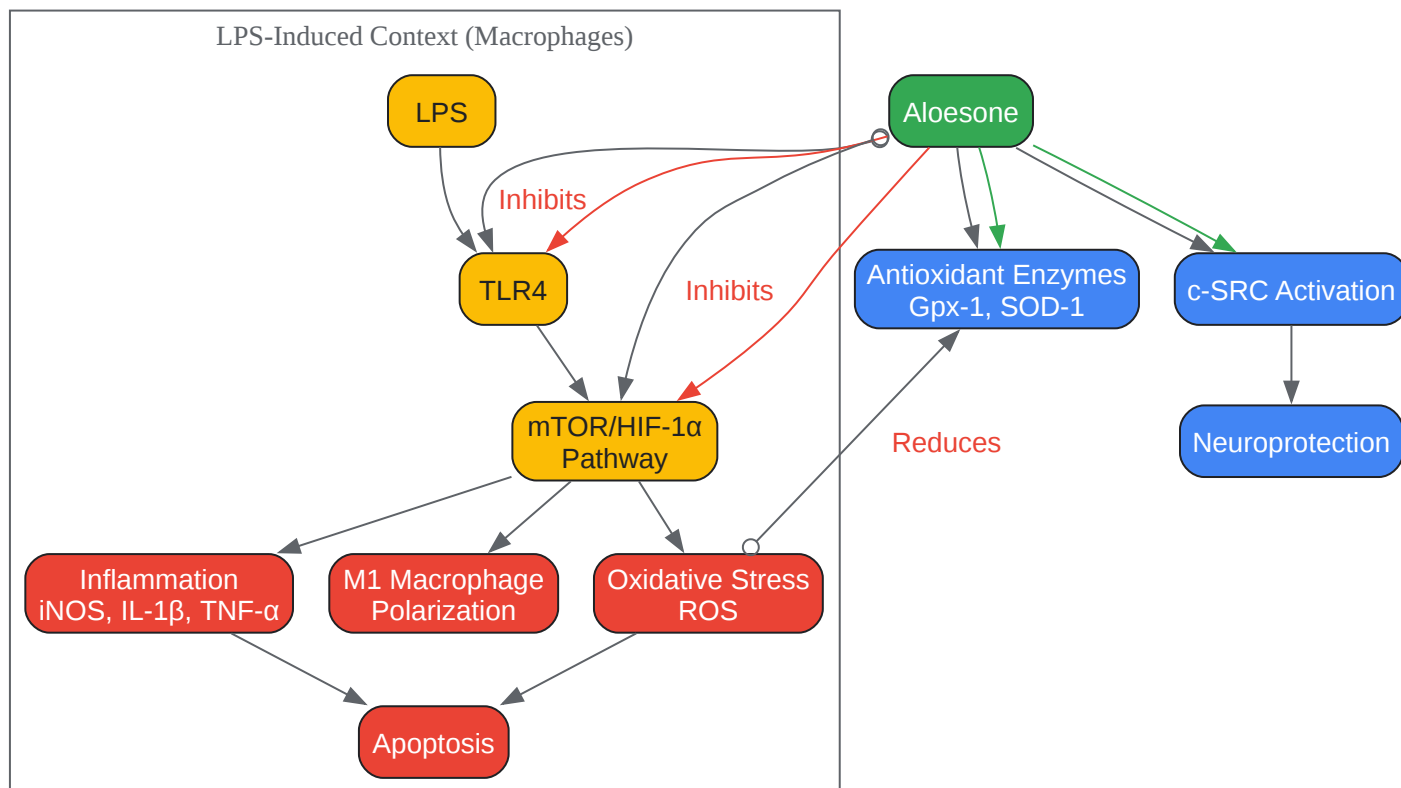 LPS-Induced Context (Macrophages)
LPS
Aloesone
Inhibits
TLR4
Inhibits
Antioxidant Enzymes
Gpx-1, SOD-1
c-SRC Activation
mTOR/HIF-1α
Pathway
Reduces
Neuroprotection
Inflammation
iNOS, IL-1β, TNF-α
M1 Macrophage
Polarization
Oxidative Stress
ROS
Apoptosis